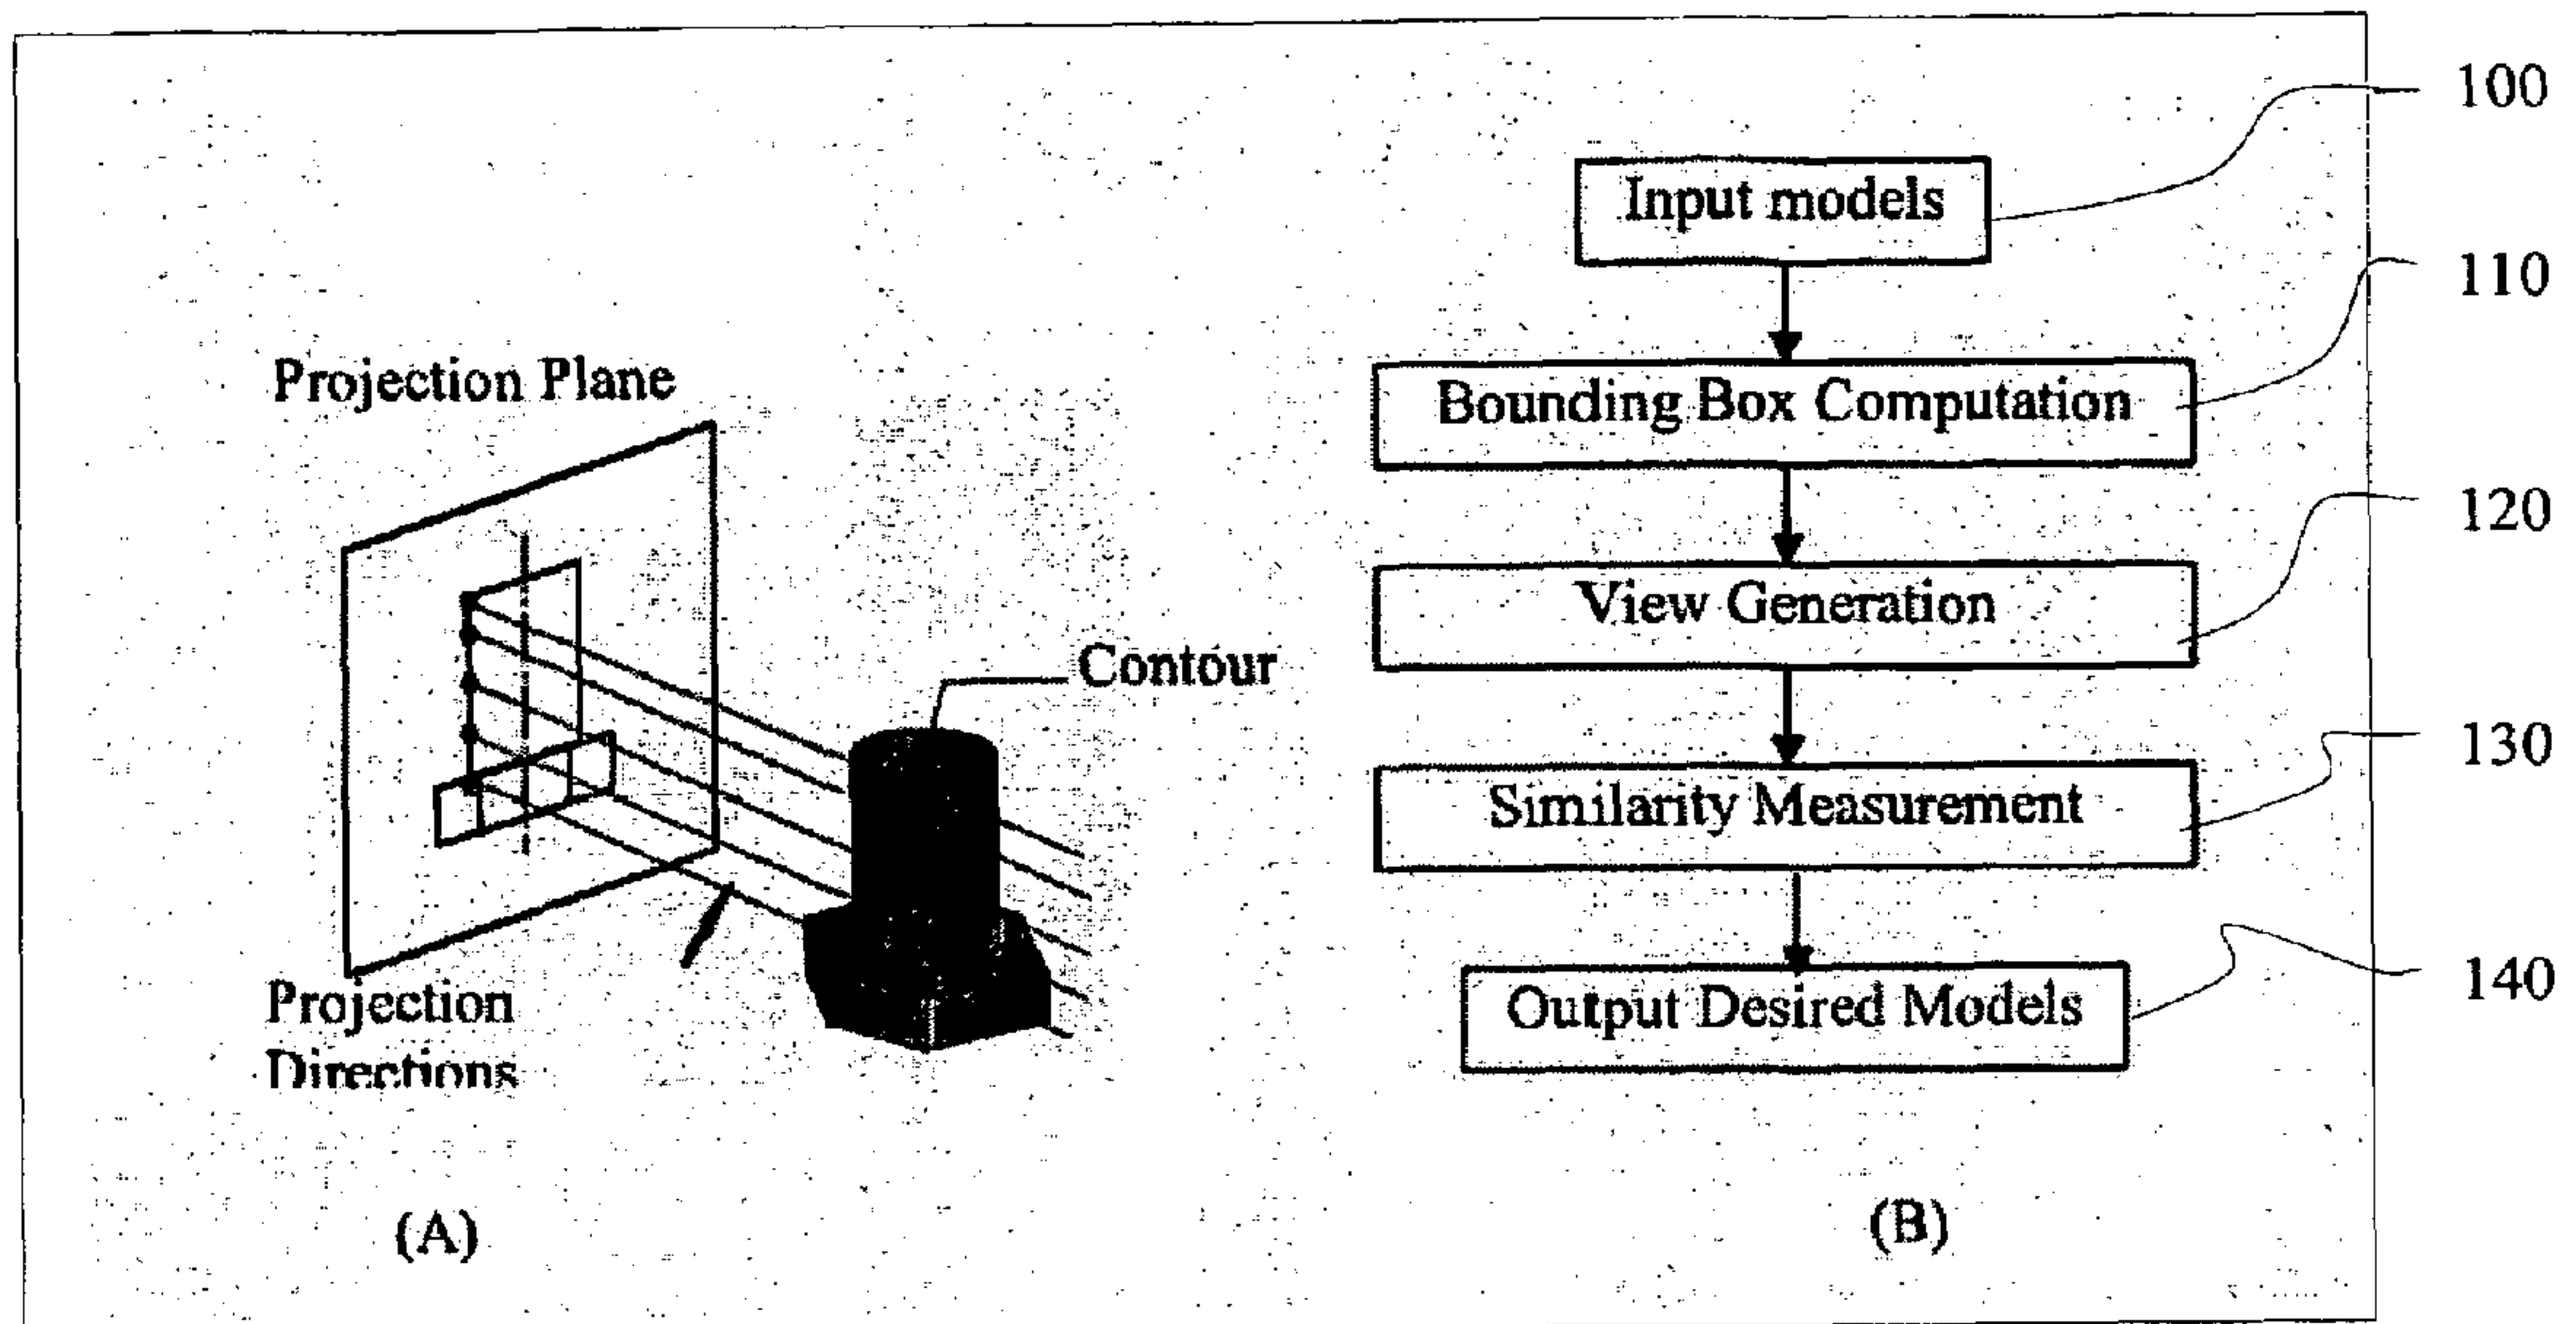 Projection Plane
Contour
Projection
Directions
(A)
Input models
Bounding Box Computation
View Generation
Similarity Measurement
Output Desired Models
(B)
100
110
120
130
140